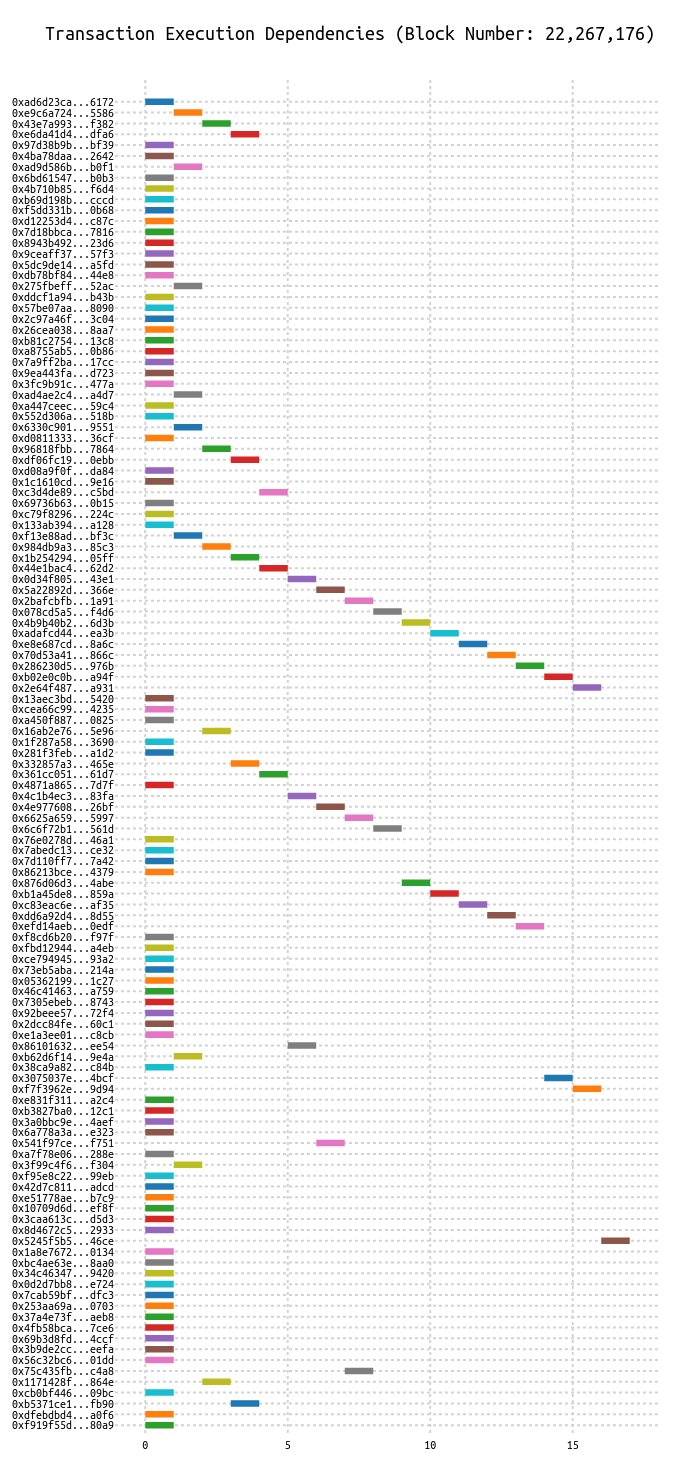 Transaction Execution Dependencies (Block Number: 22,267,176)
0xad6d23ca...6172
0xe9c6a724...5586
0x43e7a993...f382
0xe6da41d4...dfa6
0x97d38b9b...bf39
0x4ba78daa...2642
0xad9d586b...b0f1
0x6bd61547...b0b3
0x4b710b85...f6d4
0xb69d198b...cccd
0xf5dd331b...0b68
0xd12253d4...c87c
0x7d18bbca...7816
0x8943b492...23d6
0x9ceaff37...57f3
0x5dc9de14...a5fd
0xdb78bf84...44e8
0x275fbeff...52ac
0xddcf1a94...b43b
0x57be07aa...8090
0x2c97a46f...3c04
0x26cea038...8aa7
0xb81c2754...13c8
0xa8755ab5...0b86
0x7a9ff2ba...17cc
0x9ea443fa...d723
0x3fc9b91c...477a
0xad4ae2c4...a4d7
0xa447ceec...59c4
0x552d306a...518b
0x6330c901...9551
0xd0811333...36cf
0x96818fbb...7864
0xdf06fc19...0ebb
0xd08a9f0f...da84
0x1c1610cd...9e16
0xc3d4de89...c5bd
0x69736b63...0b15
0xc79f8296...224c
0x133ab394...a128
0xf13e88ad...bf3c
0x984db9a3...85c3
0x1b254294...05ff
0x44e1bac4...62d2
0x0d34f805...43e1
0x5a22892d...366e
0x2bafcbfb...1a91
0x078cd5a5...f4d6
0x4b9b40b2...6d3b
0xadafcd44...ea3b
0xe8e687cd...8a6c
0x70d53a41...866c
0x286230d5...976b
0xb02e0c0b...a94f
0x2e64f487...a931
0x13aec3bd...5420
0xcea66c99...4235
0xa450f887...0825
0x16ab2e76...5e96
0x1f287a58...3690
0x281f3feb...a1d2
0x332857a3...465e
0x361cc051...61d7
0x4871a865...7d7f
0x4c1b4ec3...83fa
0x4e977608...26bf
0x6625a659...5997
0x6c6f72b1...561d
0x76e0278d...46a1
0x7abedc13...ce32
0x7d110ff7...7a42
0x86213bce...4379
0x876d06d3...4abe
0xb1a45de8...859a
0xc83eac6e...af35
0xdd6a92d4...8d55
0xefd14aeb...0edf
0xf8cd6b20...f97f
0xfbd12944...a4eb
0xce794945...93a2
0x73eb5aba...214a
0x05362199...1c27
0x46c41463...a759
0x7305ebeb...8743
0x92beee57...72f4
0x2dcc84fe...60c1
0xe1a3ee01...c8cb
0x86101632...ee54
0xb62d6f14...9e4a
0x38ca9a82...c84b
0x3075037e...4bcf
0xf7f3962e...9d94
0xe831f311...a2c4
0xb3827ba0...12c1
0x3a0bbc9e...4aef
0x6a778a3a...e323
0x541f97ce...f751
0xa7f78e06...288e
0x3f99c4f6...f304
0xf95e8c22...99eb
0x42d7c811...adcd
0xe51778ae...b7c9
0x10709d6d...ef8f
0x3caa613c...d5d3
0x8d4672c5...2933
0x5245f5b5...46ce
0x1a8e7672...0134
0xbc4ae63e...8aa0
0x34c46347...9420
0x0d2d7bb8...e724
0x7cab59bf...dfc3
0x253aa69a...0703
0x37a4e73f...aeb8
0x4fb58bca...7ce6
0x69b3d8fd...4ccf
0x3b9de2cc...eefa
0x56c32bc6...01dd
0x75c435fb...c4a8
0x1171428f...864e
0xcb0bf446...09bc
0xb5371ce1...fb90
0xdfebdbd4...a0f6
0xf919f55d...80a9
0 5 10 15